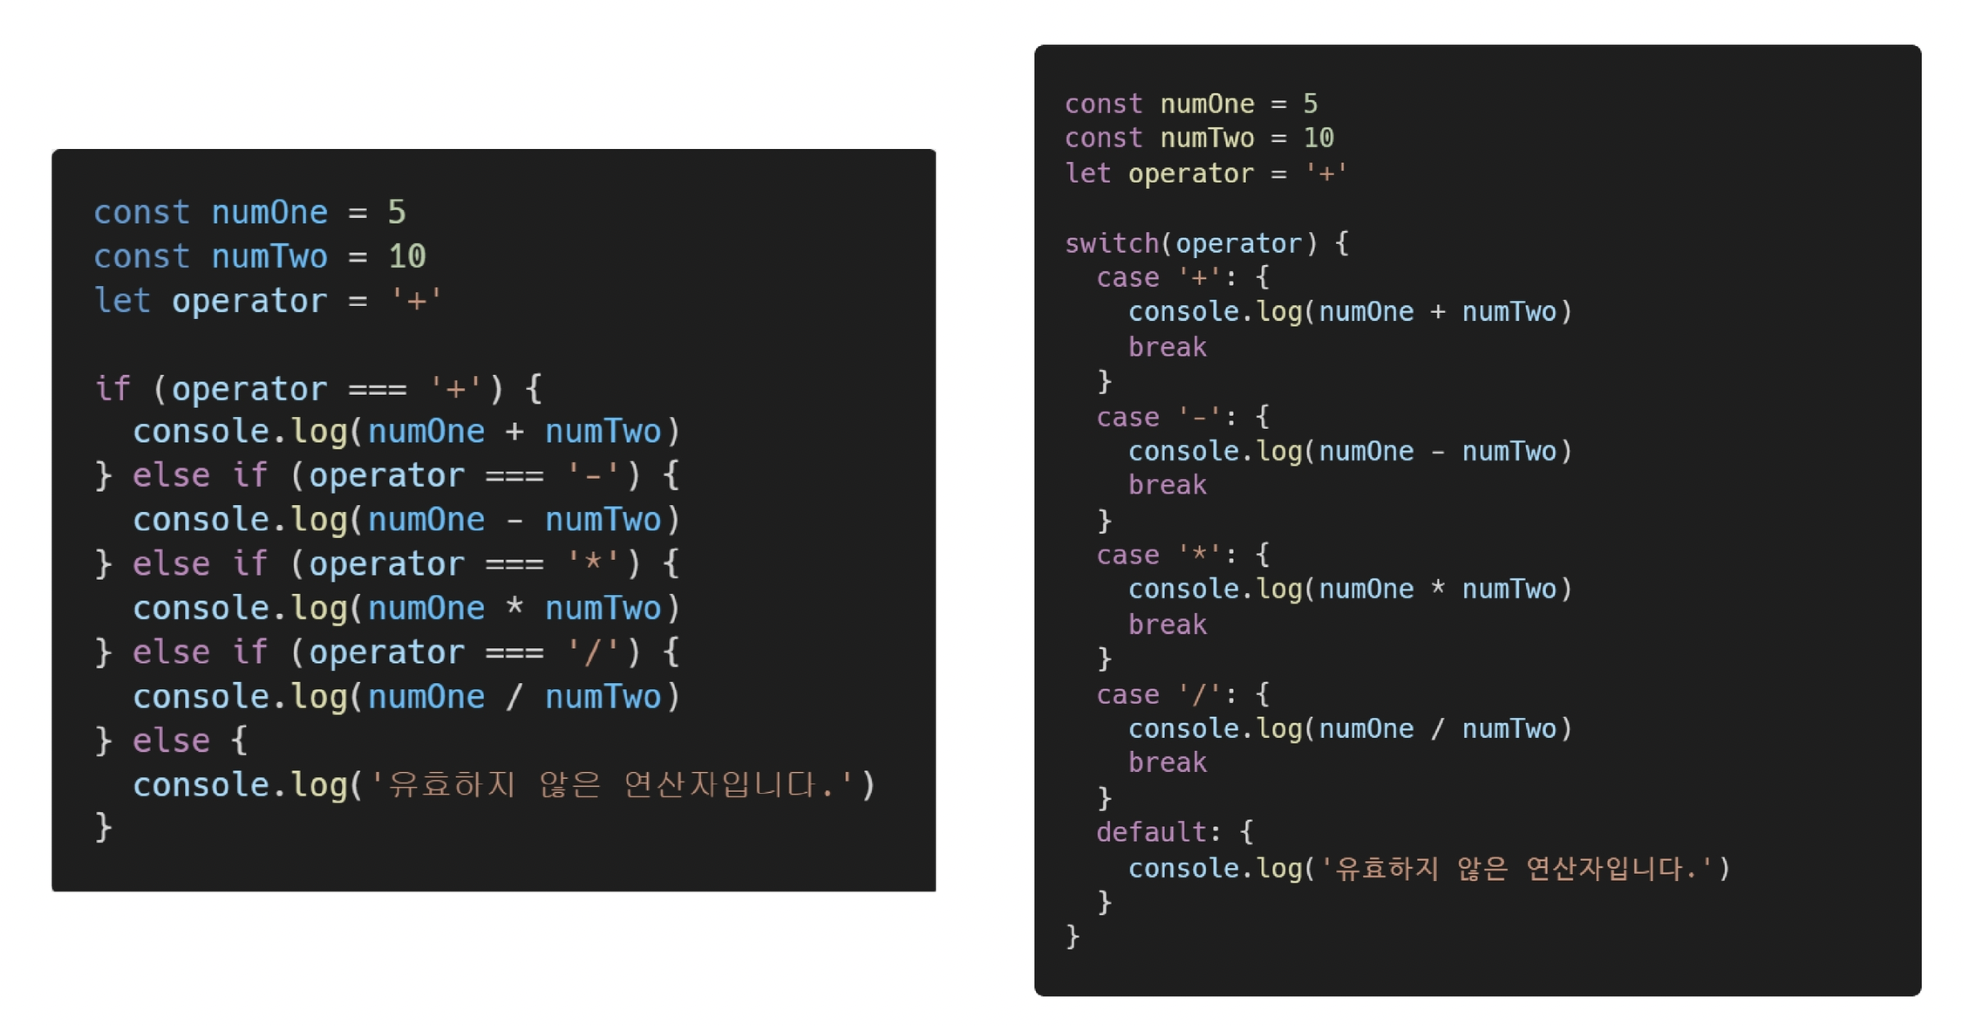 const numOne = 5
const numTwo = 10
let operator = '+'

if (operator === '+') {
  console.log(numOne + numTwo)
} else if (operator === '-') {
  console.log(numOne - numTwo)
} else if (operator === '*') {
  console.log(numOne * numTwo)
} else if (operator === '/') {
  console.log(numOne / numTwo)
} else {
  console.log('유효하지 않은 연산자입니다.')
}

const numOne = 5
const numTwo = 10
let operator = '+'

switch(operator) {
  case '+': {
    console.log(numOne + numTwo)
    break
  }
  case '-': {
    console.log(numOne - numTwo)
    break
  }
  case '*': {
    console.log(numOne * numTwo)
    break
  }
  case '/': {
    console.log(numOne / numTwo)
    break
  }
  default: {
    console.log('유효하지 않은 연산자입니다.')
  }
}